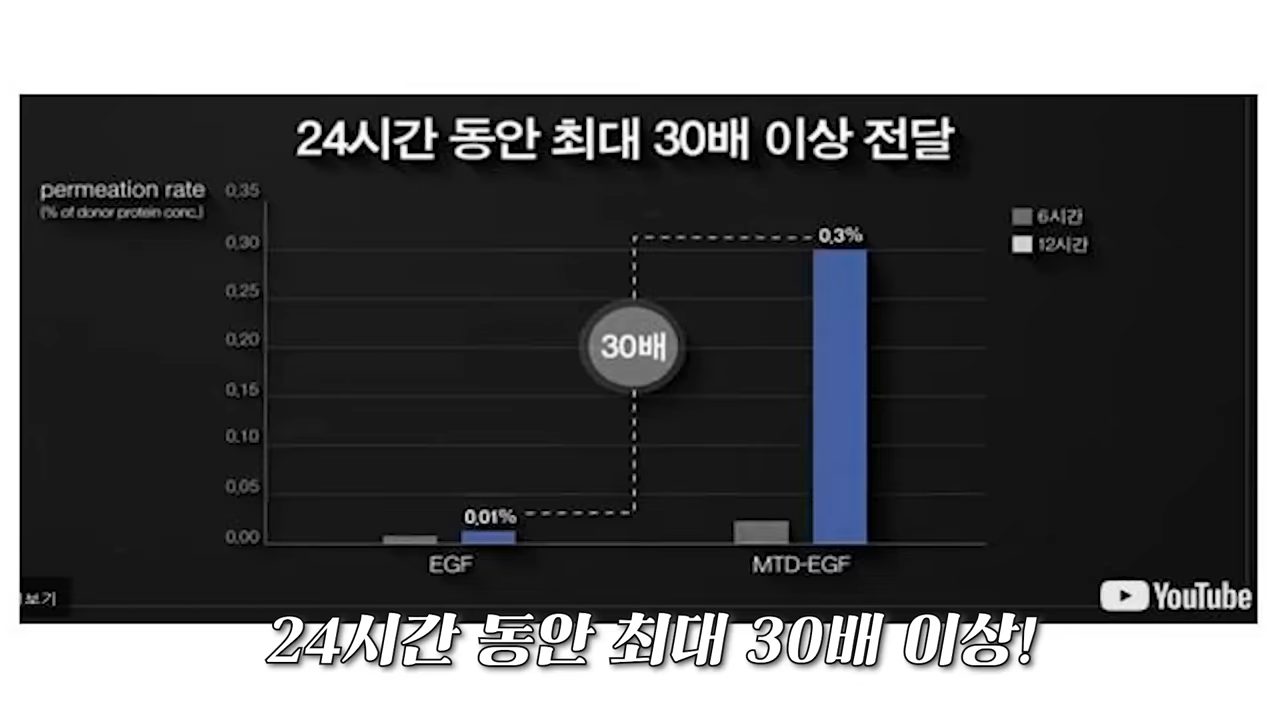 24시간 동안 최대 30배 이상 전달
permeation rate
(% of donor protein conc.)
0.35
0.30
0.25
0.20
0.15
0.10
0.05
0.00
6시간
12시간
0.3%
30배
0.01%
EGF
MTD-EGF
보기
YouTube
24시간 동안 최대 30배 이상!